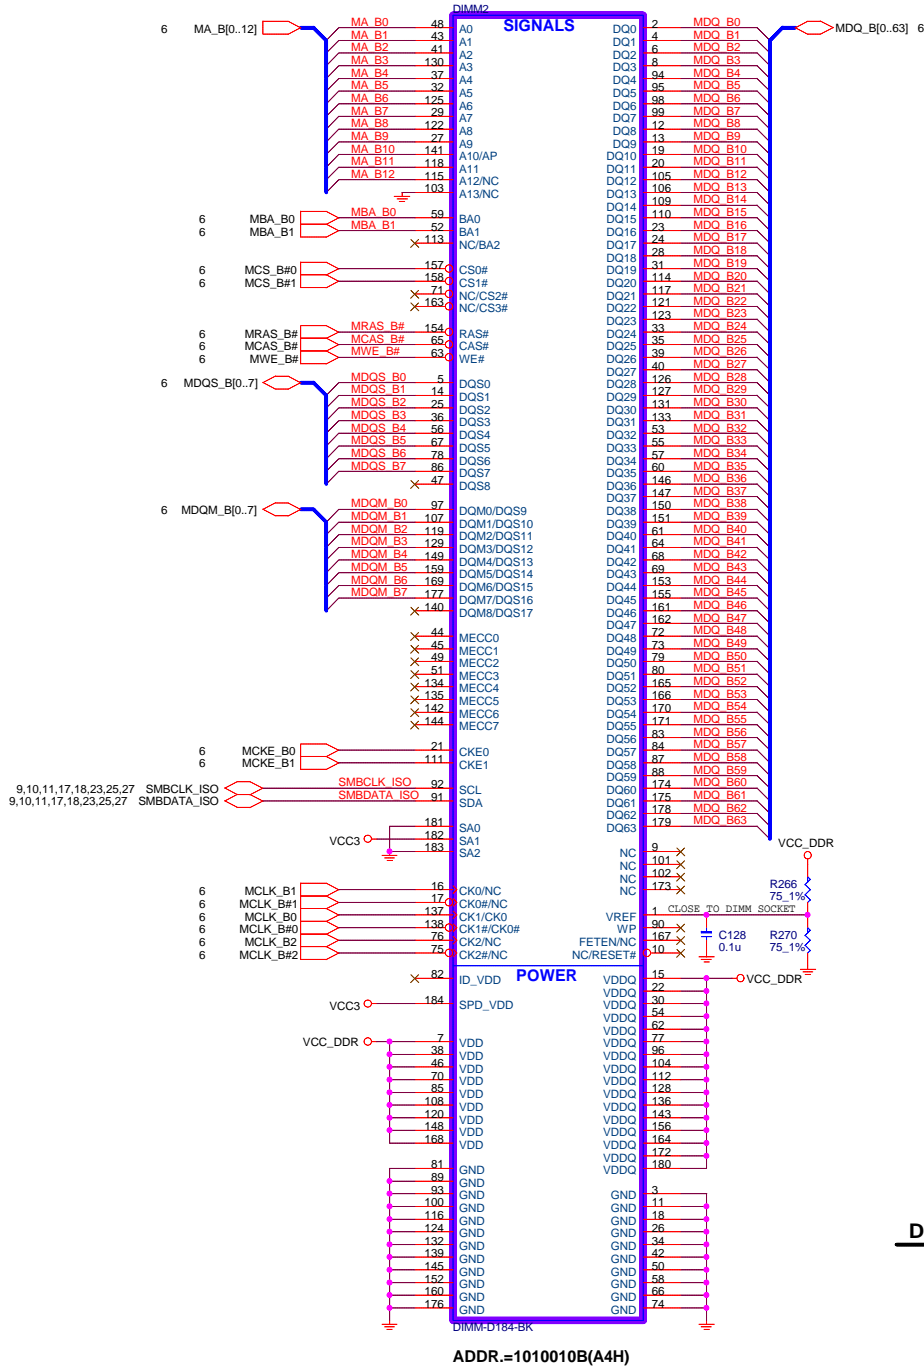 DIMM2
SIGNALS
6 MA_B[0..12]
MA_B0 48 A0
MA_B1 43 A1
MA_B2 41 A2
MA_B3 130 A3
MA_B4 37 A4
MA_B5 32 A5
MA_B6 125 A6
MA_B7 29 A7
MA_B8 122 A8
MA_B9 27 A9
MA_B10 141 A10/AP
MA_B11 118 A11
MA_B12 115 A12/NC
103 A13/NC
6 MBA_B0 MBA_B0 59 BA0
6 MBA_B1 MBA_B1 52 BA1
113 NC/BA2
6 MCS_B#0 157 CS0#
6 MCS_B#1 158 CS1#
71 NC/CS2#
163 NC/CS3#
6 MRAS_B# MRAS_B# 154 RAS#
6 MCAS_B# MCAS_B# 65 CAS#
6 MWE_B# MWE_B# 63 WE#
6 MDQS_B[0..7]
MDQS_B0 5 DQS0
MDQS_B1 14 DQS1
MDQS_B2 25 DQS2
MDQS_B3 36 DQS3
MDQS_B4 56 DQS4
MDQS_B5 67 DQS5
MDQS_B6 78 DQS6
MDQS_B7 86 DQS7
47 DQS8
6 MDQM_B[0..7]
MDQM_B0 97 DQM0/DQS9
MDQM_B1 107 DQM1/DQS10
MDQM_B2 119 DQM2/DQS11
MDQM_B3 129 DQM3/DQS12
MDQM_B4 149 DQM4/DQS13
MDQM_B5 159 DQM5/DQS14
MDQM_B6 169 DQM6/DQS15
MDQM_B7 177 DQM7/DQS16
140 DQM8/DQS17
44 MECC0
45 MECC1
49 MECC2
51 MECC3
134 MECC4
135 MECC5
142 MECC6
144 MECC7
6 MCKE_B0 21 CKE0
6 MCKE_B1 111 CKE1
9,10,11,17,18,23,25,27 SMBCLK_ISO SMBCLK_ISO 92 SCL
9,10,11,17,18,23,25,27 SMBDATA_ISO SMBDATA_ISO 91 SDA
181 SA0
VCC3 182 SA1
183 SA2
6 MCLK_B1 16 CK0/NC
6 MCLK_B#1 17 CK0#/NC
6 MCLK_B0 137 CK1/CK0
6 MCLK_B#0 138 CK1#/CK0#
6 MCLK_B2 76 CK2/NC
6 MCLK_B#2 75 CK2#/NC
DQ0 2 MDQ_B0
MDQ_B[0..63] 6
DQ1 4 MDQ_B1
DQ2 6 MDQ_B2
DQ3 8 MDQ_B3
DQ4 94 MDQ_B4
DQ5 95 MDQ_B5
DQ6 98 MDQ_B6
DQ7 99 MDQ_B7
DQ8 12 MDQ_B8
DQ9 13 MDQ_B9
DQ10 19 MDQ_B10
DQ11 20 MDQ_B11
DQ12 105 MDQ_B12
DQ13 106 MDQ_B13
DQ14 109 MDQ_B14
DQ15 110 MDQ_B15
DQ16 23 MDQ_B16
DQ17 24 MDQ_B17
DQ18 28 MDQ_B18
DQ19 31 MDQ_B19
DQ20 114 MDQ_B20
DQ21 117 MDQ_B21
DQ22 121 MDQ_B22
DQ23 123 MDQ_B23
DQ24 33 MDQ_B24
DQ25 35 MDQ_B25
DQ26 39 MDQ_B26
DQ27 40 MDQ_B27
DQ28 126 MDQ_B28
DQ29 127 MDQ_B29
DQ30 131 MDQ_B30
DQ31 133 MDQ_B31
DQ32 53 MDQ_B32
DQ33 55 MDQ_B33
DQ34 57 MDQ_B34
DQ35 60 MDQ_B35
DQ36 146 MDQ_B36
DQ37 147 MDQ_B37
DQ38 150 MDQ_B38
DQ39 151 MDQ_B39
DQ40 61 MDQ_B40
DQ41 64 MDQ_B41
DQ42 68 MDQ_B42
DQ43 69 MDQ_B43
DQ44 153 MDQ_B44
DQ45 155 MDQ_B45
DQ46 161 MDQ_B46
DQ47 162 MDQ_B47
DQ48 72 MDQ_B48
DQ49 73 MDQ_B49
DQ50 79 MDQ_B50
DQ51 80 MDQ_B51
DQ52 165 MDQ_B52
DQ53 166 MDQ_B53
DQ54 170 MDQ_B54
DQ55 171 MDQ_B55
DQ56 83 MDQ_B56
DQ57 84 MDQ_B57
DQ58 87 MDQ_B58
DQ59 88 MDQ_B59
DQ60 174 MDQ_B60
DQ61 175 MDQ_B61
DQ62 178 MDQ_B62
DQ63 179 MDQ_B63
NC 9
NC 101
NC 102
NC 173
VCC_DDR
R266
75_1%
VREF 1 CLOSE TO DIMM SOCKET
WP 90
FETEN/NC 167
NC/RESET# 10
C128
0.1u
R270
75_1%
POWER
82 ID_VDD
VCC3 184 SPD_VDD
VCC_DDR 7 VDD
38 VDD
46 VDD
70 VDD
85 VDD
108 VDD
120 VDD
148 VDD
168 VDD
81 GND
89 GND
93 GND
100 GND
116 GND
124 GND
132 GND
139 GND
145 GND
152 GND
160 GND
176 GND
VDDQ 15 VCC_DDR
VDDQ 22
VDDQ 30
VDDQ 54
VDDQ 62
VDDQ 77
VDDQ 96
VDDQ 104
VDDQ 112
VDDQ 128
VDDQ 136
VDDQ 143
VDDQ 156
VDDQ 164
VDDQ 172
VDDQ 180
GND 3
GND 11
GND 18
GND 26
GND 34
GND 42
GND 50
GND 58
GND 66
GND 74
D
DIMM-D184-BK
ADDR.=1010010B(A4H)